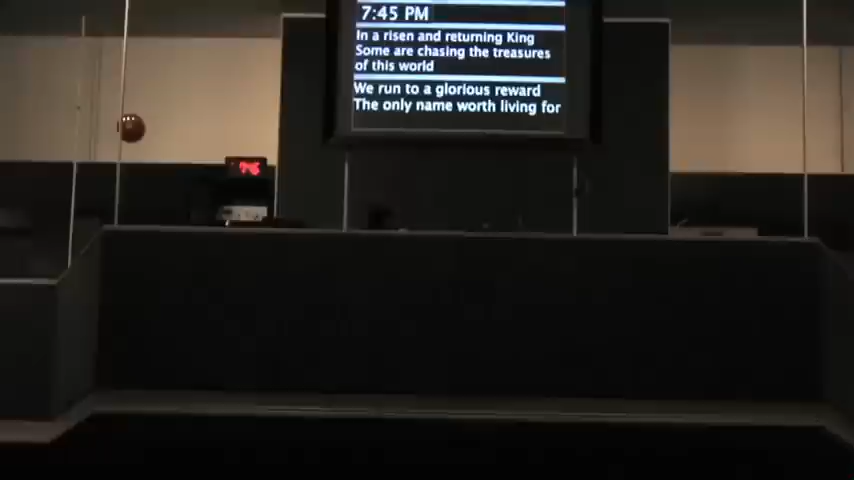 7:45 PM
In a risen and returning King
Some are chasing the treasures
of this world
We run to a glorious reward
The only name worth living for